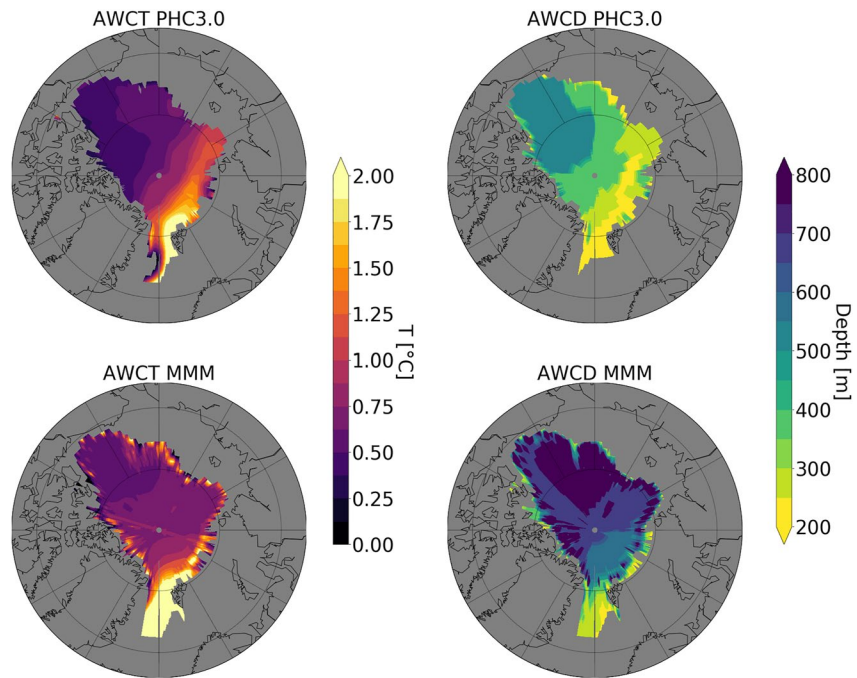 AWCT PHC3.0
AWCD PHC3.0
2.00
1.75
1.50
1.25
1.00
0.75
0.50
0.25
0.00
T [°C]
800
700
600
500
400
300
200
Depth [m]
AWCT MMM
AWCD MMM